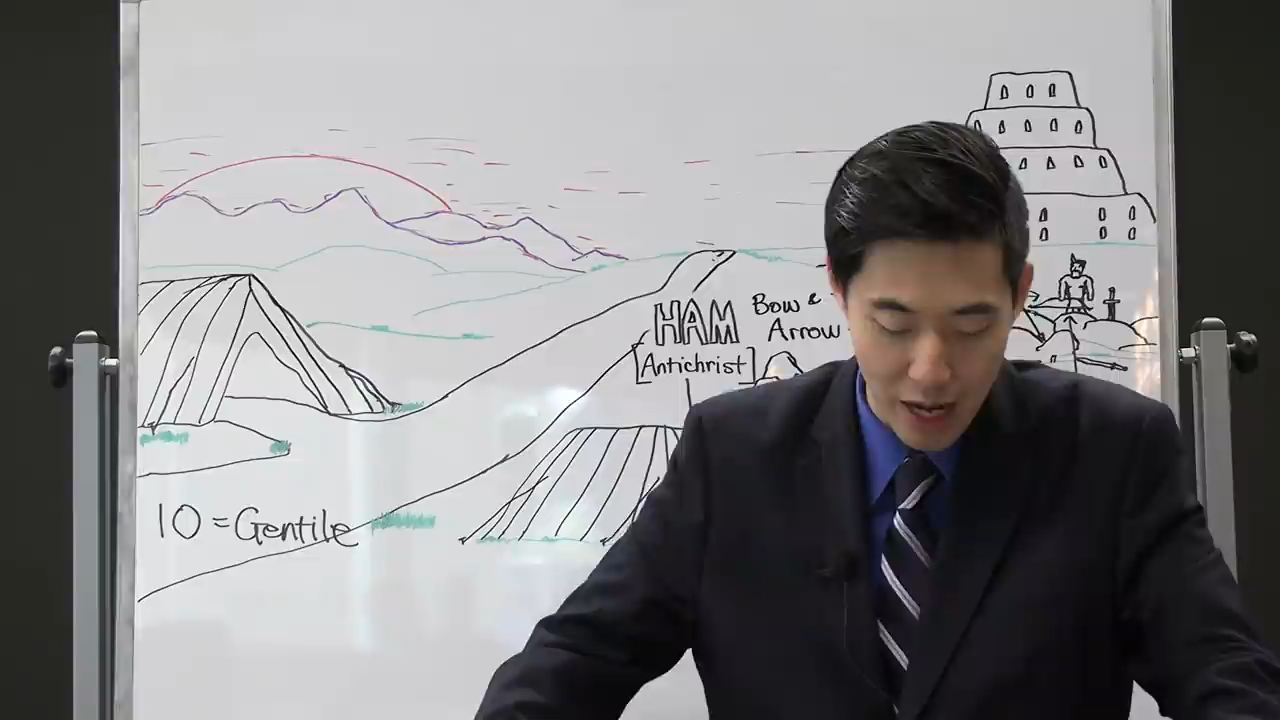 HAM
[Antichrist]
Bow &
Arrow
10 = Gentile